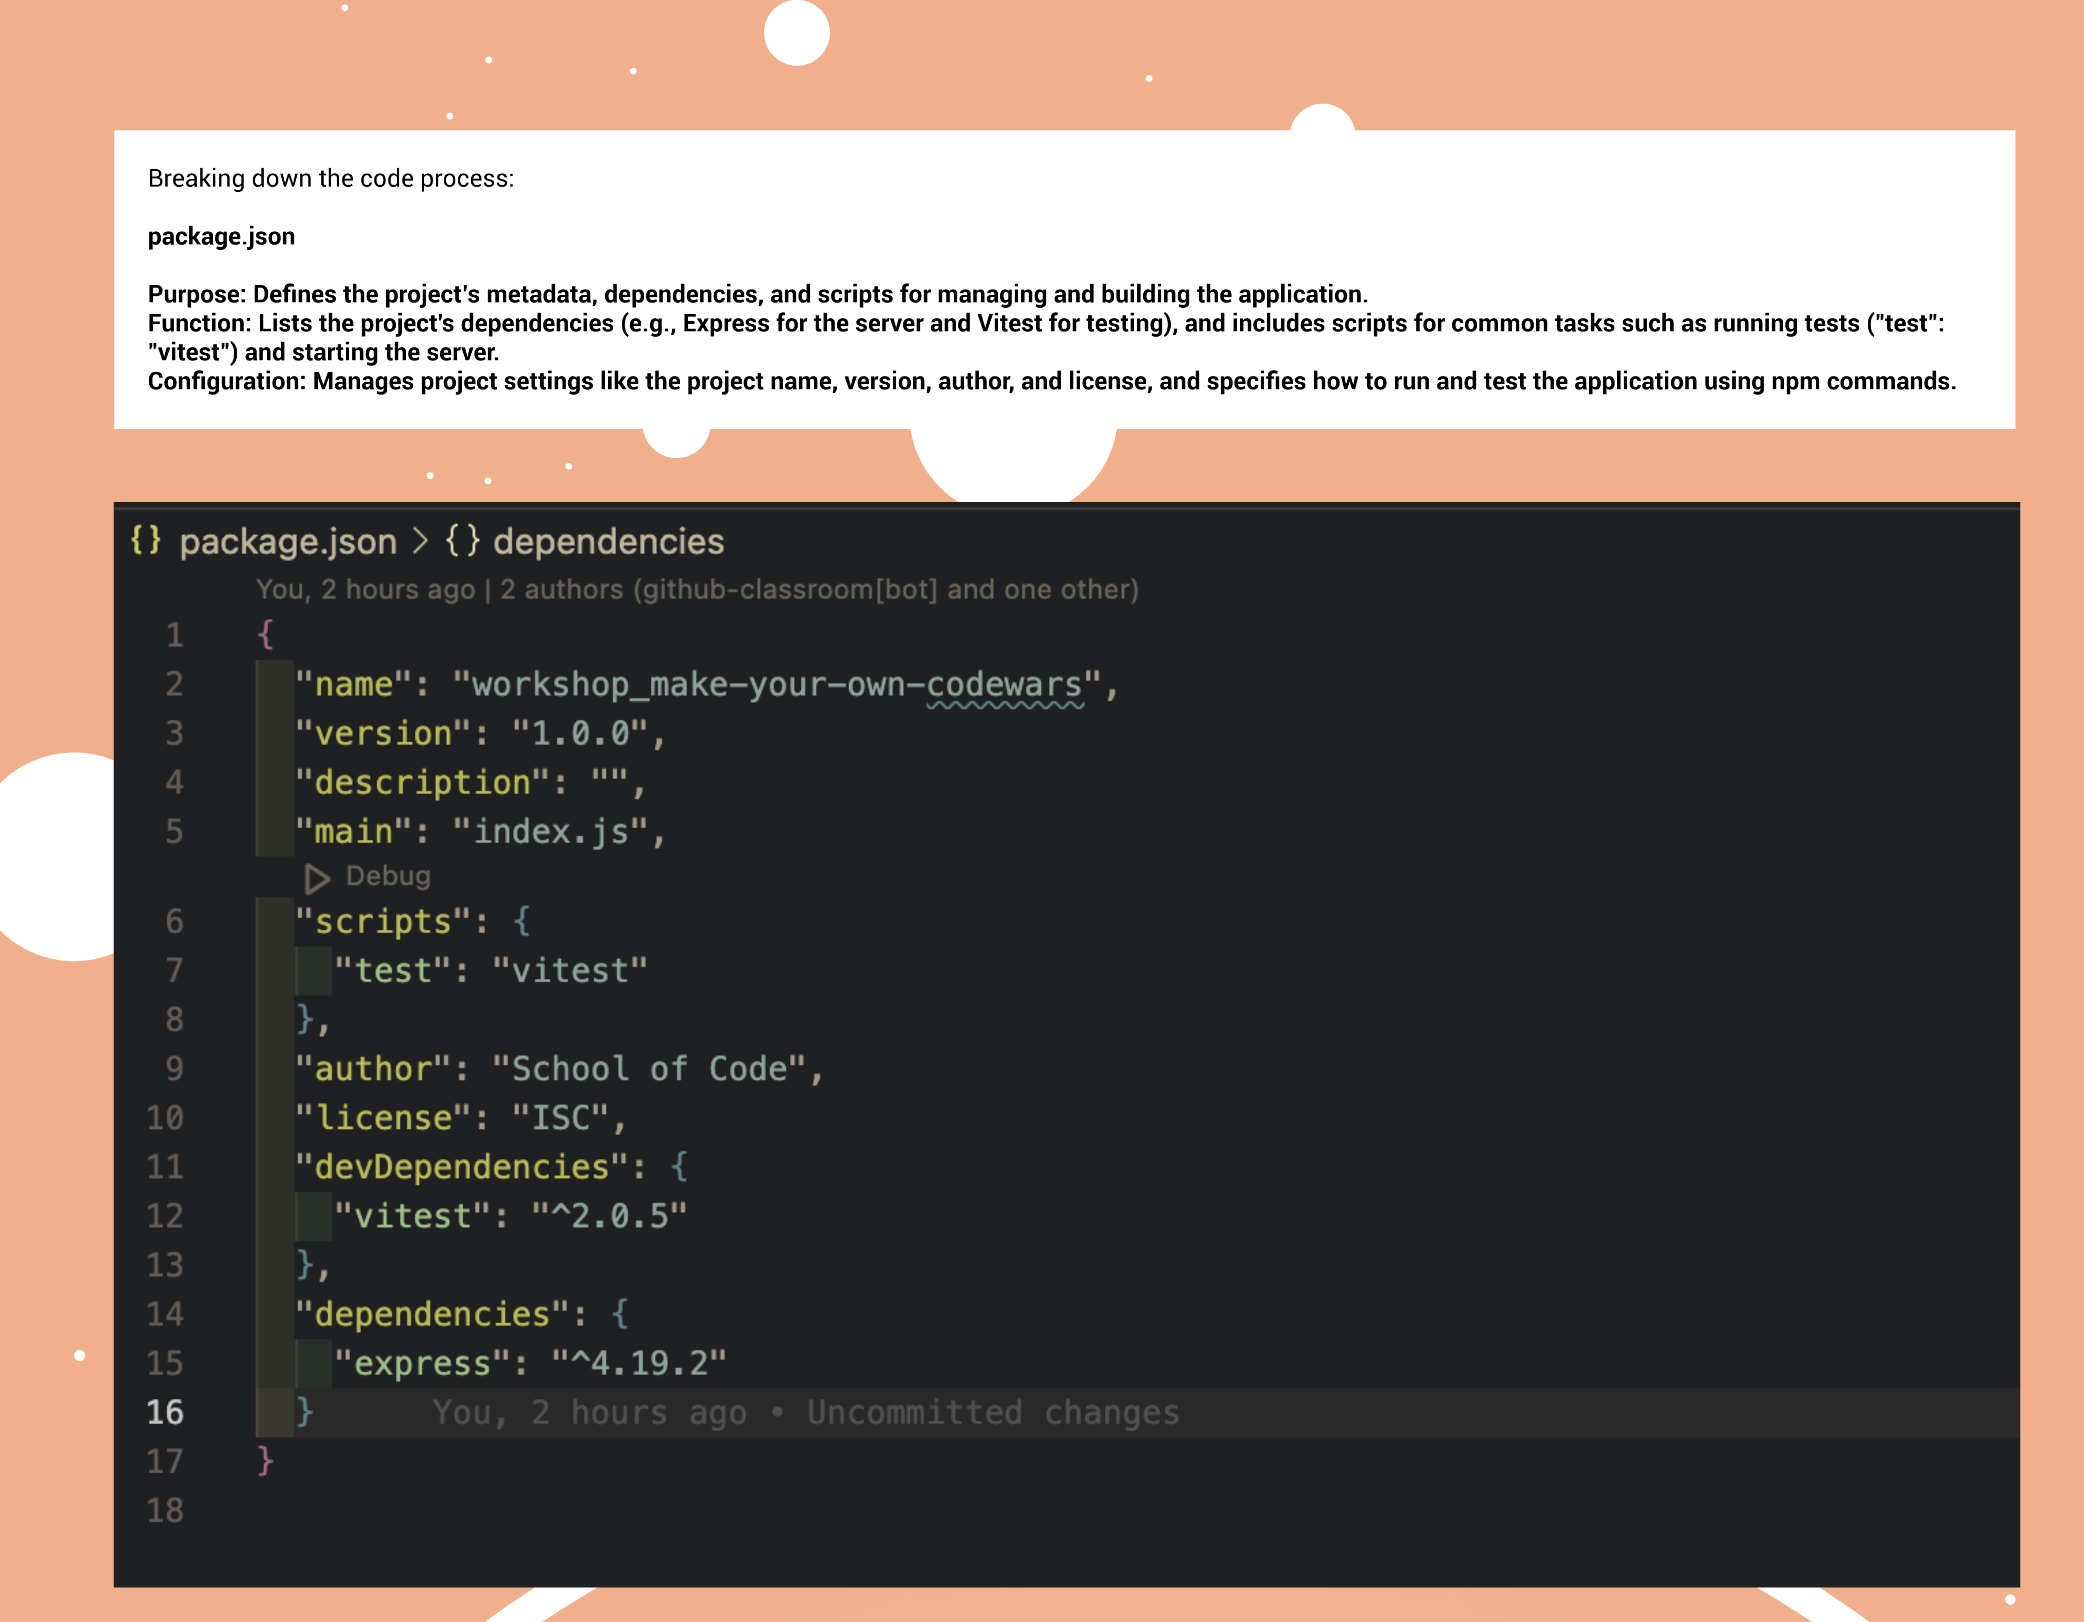 Breaking down the code process:
package.json
Purpose: Defines the project's metadata, dependencies, and scripts for managing and building the application.
Function: Lists the project's dependencies (e.g., Express for the server and Vitest for testing), and includes scripts for common tasks such as running tests ("test":
"vitest") and starting the server.
Configuration: Manages project settings like the project name, version, author, and license, and specifies how to run and test the application using npm commands.
{} package.json > {} dependencies
You, 2 hours ago | 2 authors (github-classroom[bot] and one other)
1 {
2 "name": "workshop_make-your-own-codewars",
3 "version": "1.0.0",
4 "description": "",
5 "main": "index.js",
Debug
6 "scripts": {
7 "test": "vitest"
8 },
9 "author": "School of Code",
10 "license": "ISC",
11 "devDependencies": {
12 "vitest": "^2.0.5"
13 },
14 "dependencies": {
15 "express": "^4.19.2"
16 } You, 2 hours ago • Uncommitted changes
17 }
18